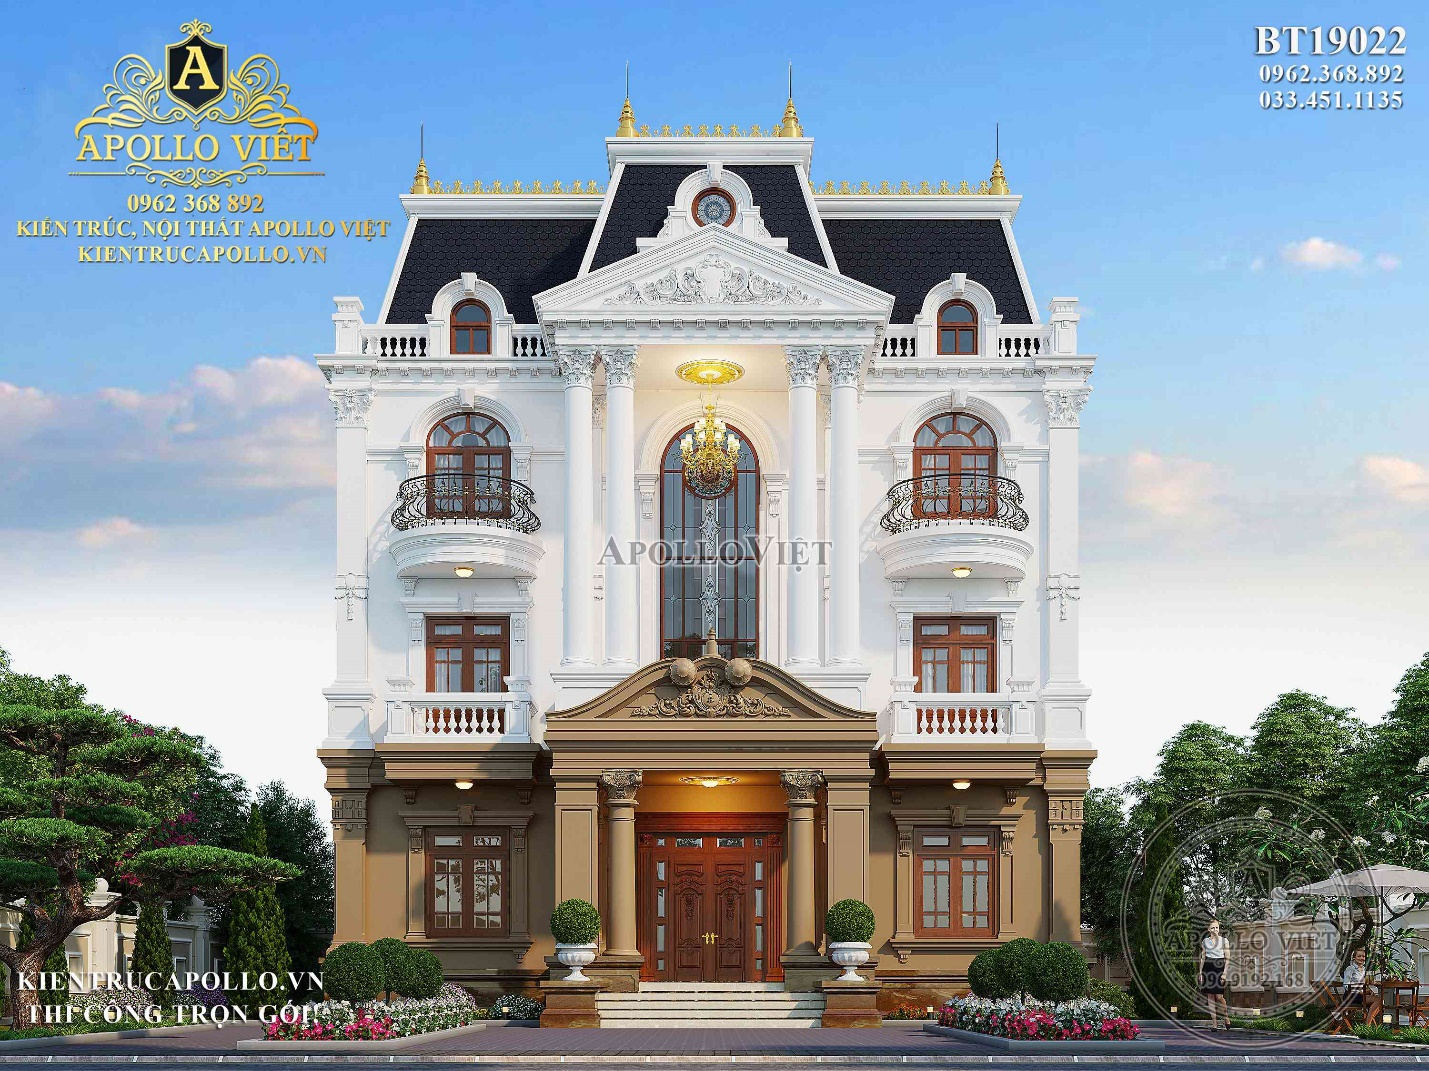 A
APOLLO VIỆT
0962 368 892
KIẾN TRÚC, NỘI THẤT APOLLO VIỆT
KIENTRUCAPOLLO.VN
BT19022
0962.368.892
033.451.1135
APOLLOVIỆT
A
APOLLO VIỆT
0969192168
KIENTRUCAPOLLO.VN
THI CÔNG TRỌN GÓI!